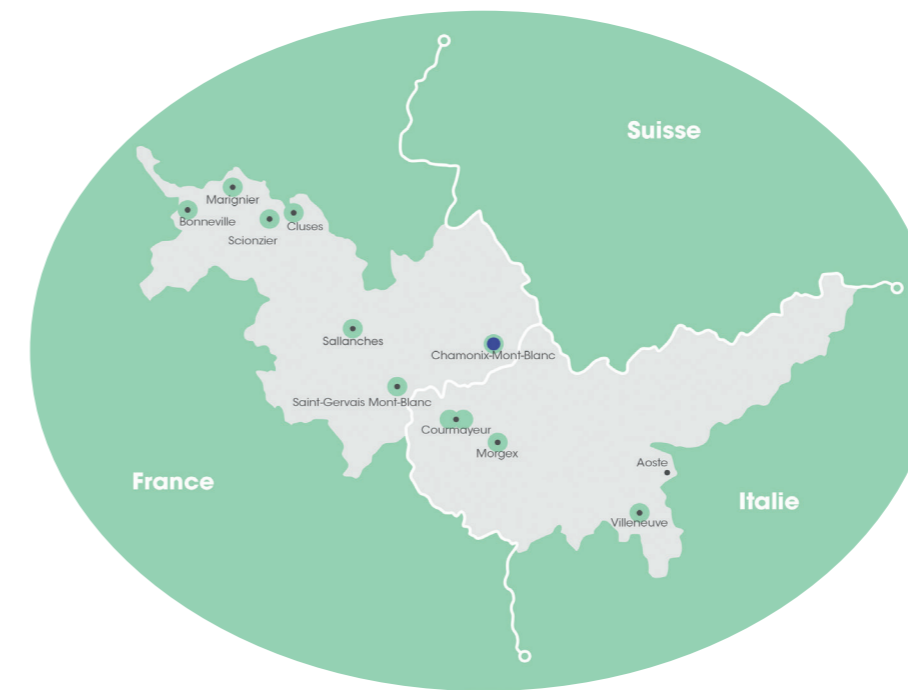 Suisse
Marignier
Bonneville
Cluses
Scionzier
Sallanches
Chamonix-Mont-Blanc
Saint-Gervais Mont-Blanc
Courmayeur
Morgex
Aoste
France
Italie
Villeneuve